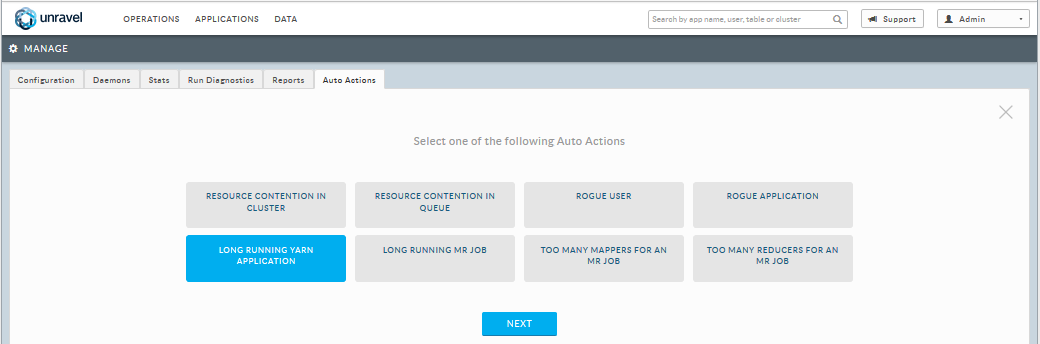 unravel OPERATIONS APPLICATIONS DATA Search by app name, user, table or cluster Support Admin
MANAGE
Configuration Daemons Stats Run Diagnostics Reports Auto Actions
Select one of the following Auto Actions
RESOURCE CONTENTION IN CLUSTER
RESOURCE CONTENTION IN QUEUE
ROGUE USER
ROGUE APPLICATION
LONG RUNNING YARN APPLICATION
LONG RUNNING MR JOB
TOO MANY MAPPERS FOR AN MR JOB
TOO MANY REDUCERS FOR AN MR JOB
NEXT